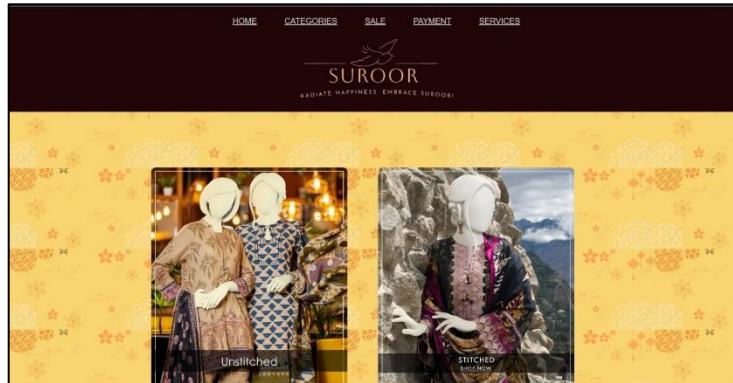 HOME CATEGORIES SALE PAYMENT SERVICES
SUROOR
RADIATE HAPPINESS EMBRACE SUROOR!
Unstitched
STITCHED
SHOP NOW